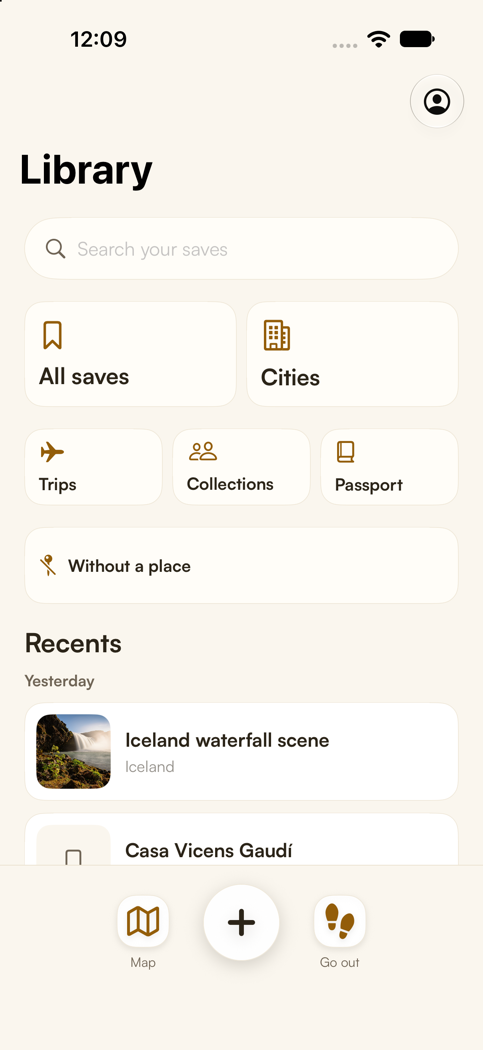 12:09
Library
Search your saves
All saves
Cities
Trips
Collections
Passport
Without a place
Recents
Yesterday
Iceland waterfall scene
Iceland
Casa Vicens Gaudí
Map
Go out